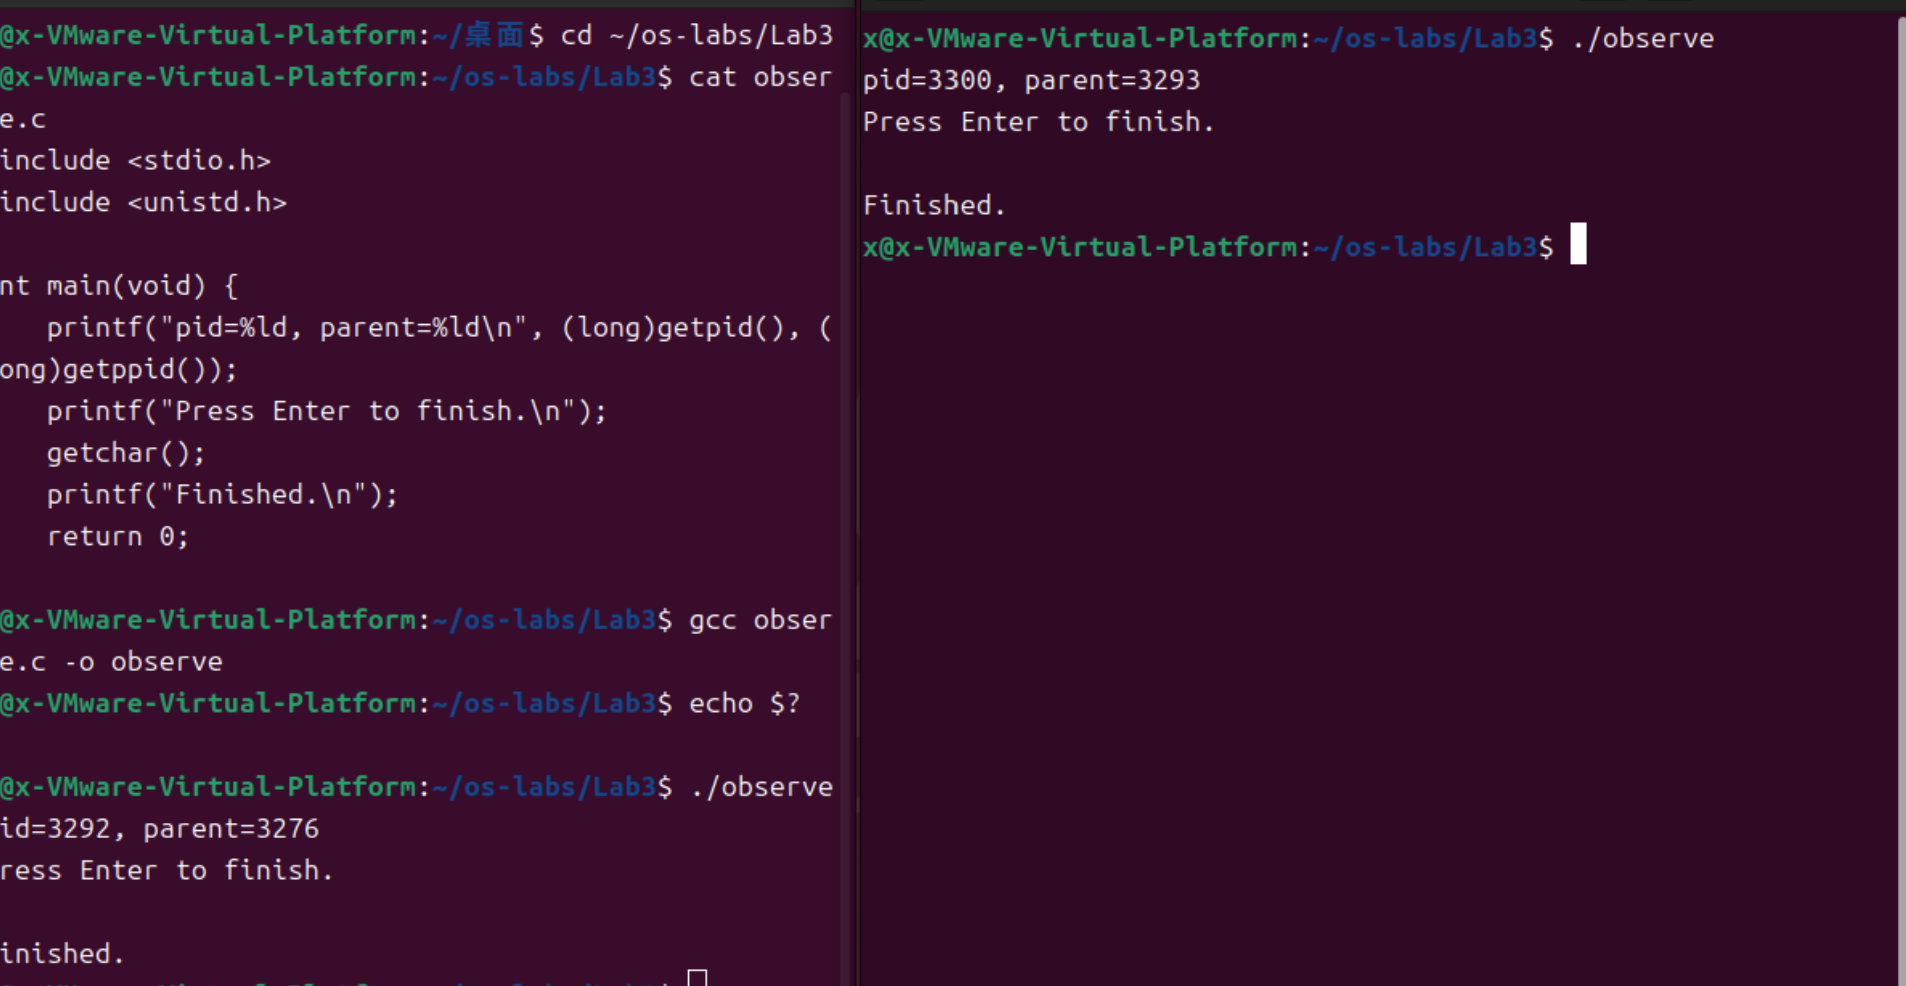 @x-VMware-Virtual-Platform:~/桌面$ cd ~/os-labs/Lab3
@x-VMware-Virtual-Platform:~/os-labs/Lab3$ cat obser
e.c
include <stdio.h>
include <unistd.h>
nt main(void) {
printf("pid=%ld, parent=%ld\n", (long)getpid(), (
ong)getppid());
printf("Press Enter to finish.\n");
getchar();
printf("Finished.\n");
return 0;
@x-VMware-Virtual-Platform:~/os-labs/Lab3$ gcc obser
e.c -o observe
@x-VMware-Virtual-Platform:~/os-labs/Lab3$ echo $?
@x-VMware-Virtual-Platform:~/os-labs/Lab3$ ./observe
id=3292, parent=3276
ress Enter to finish.
inished.
x@x-VMware-Virtual-Platform:~/os-labs/Lab3$ ./observe
pid=3300, parent=3293
Press Enter to finish.
Finished.
x@x-VMware-Virtual-Platform:~/os-labs/Lab3$